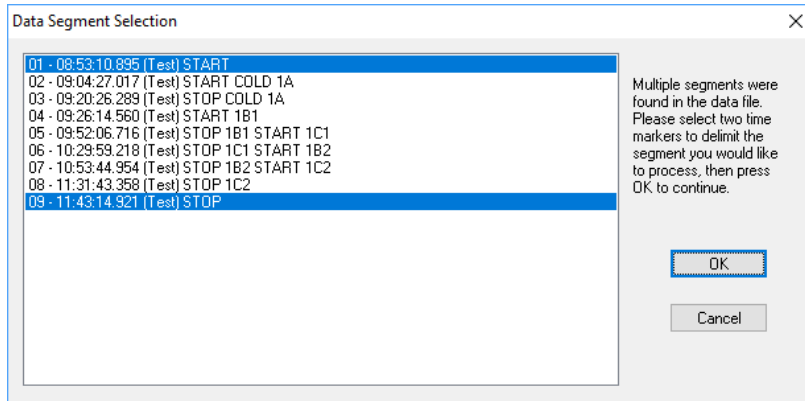 Data Segment Selection
01 - 08:53:10.895 (Test) START
02 - 09:04:27.017 (Test) START COLD 1A
03 - 09:20:26.289 (Test) STOP COLD 1A
04 - 09:26:14.560 (Test) START 1B1
05 - 09:52:06.716 (Test) STOP 1B1 START 1C1
06 - 10:29:59.218 (Test) STOP 1C1 START 1B2
07 - 10:53:44.954 (Test) STOP 1B2 START 1C2
08 - 11:31:43.358 (Test) STOP 1C2
09 - 11:43:14.921 (Test) STOP
Multiple segments were
found in the data file.
Please select two time
markers to delimit the
segment you would like
to process, then press
OK to continue.
OK
Cancel